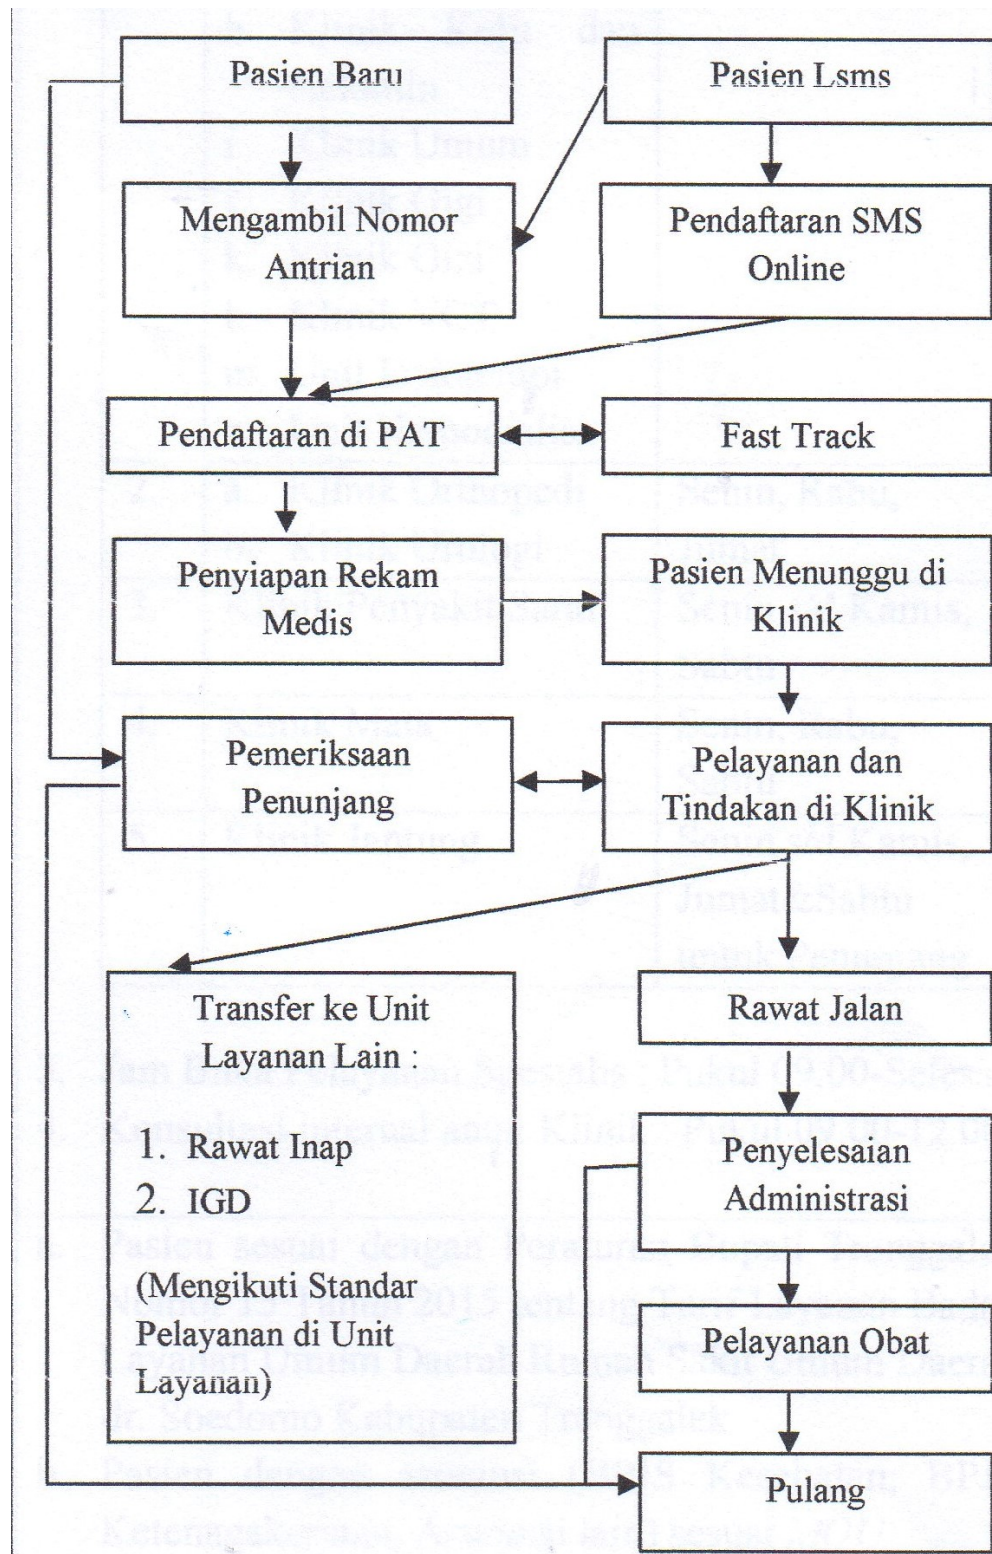 Pasien Baru
Pasien Lsms
Mengambil Nomor
Antrian
Pendaftaran SMS
Online
Pendaftaran di PAT
Fast Track
Penyiapan Rekam
Medis
Pasien Menunggu di
Klinik
Pemeriksaan
Penunjang
Pelayanan dan
Tindakan di Klinik
Transfer ke Unit
Layanan Lain :
1. Rawat Inap
2. IGD
(Mengikuti Standar
Pelayanan di Unit
Layanan)
Rawat Jalan
Penyelesaian
Administrasi
Pelayanan Obat
Pulang